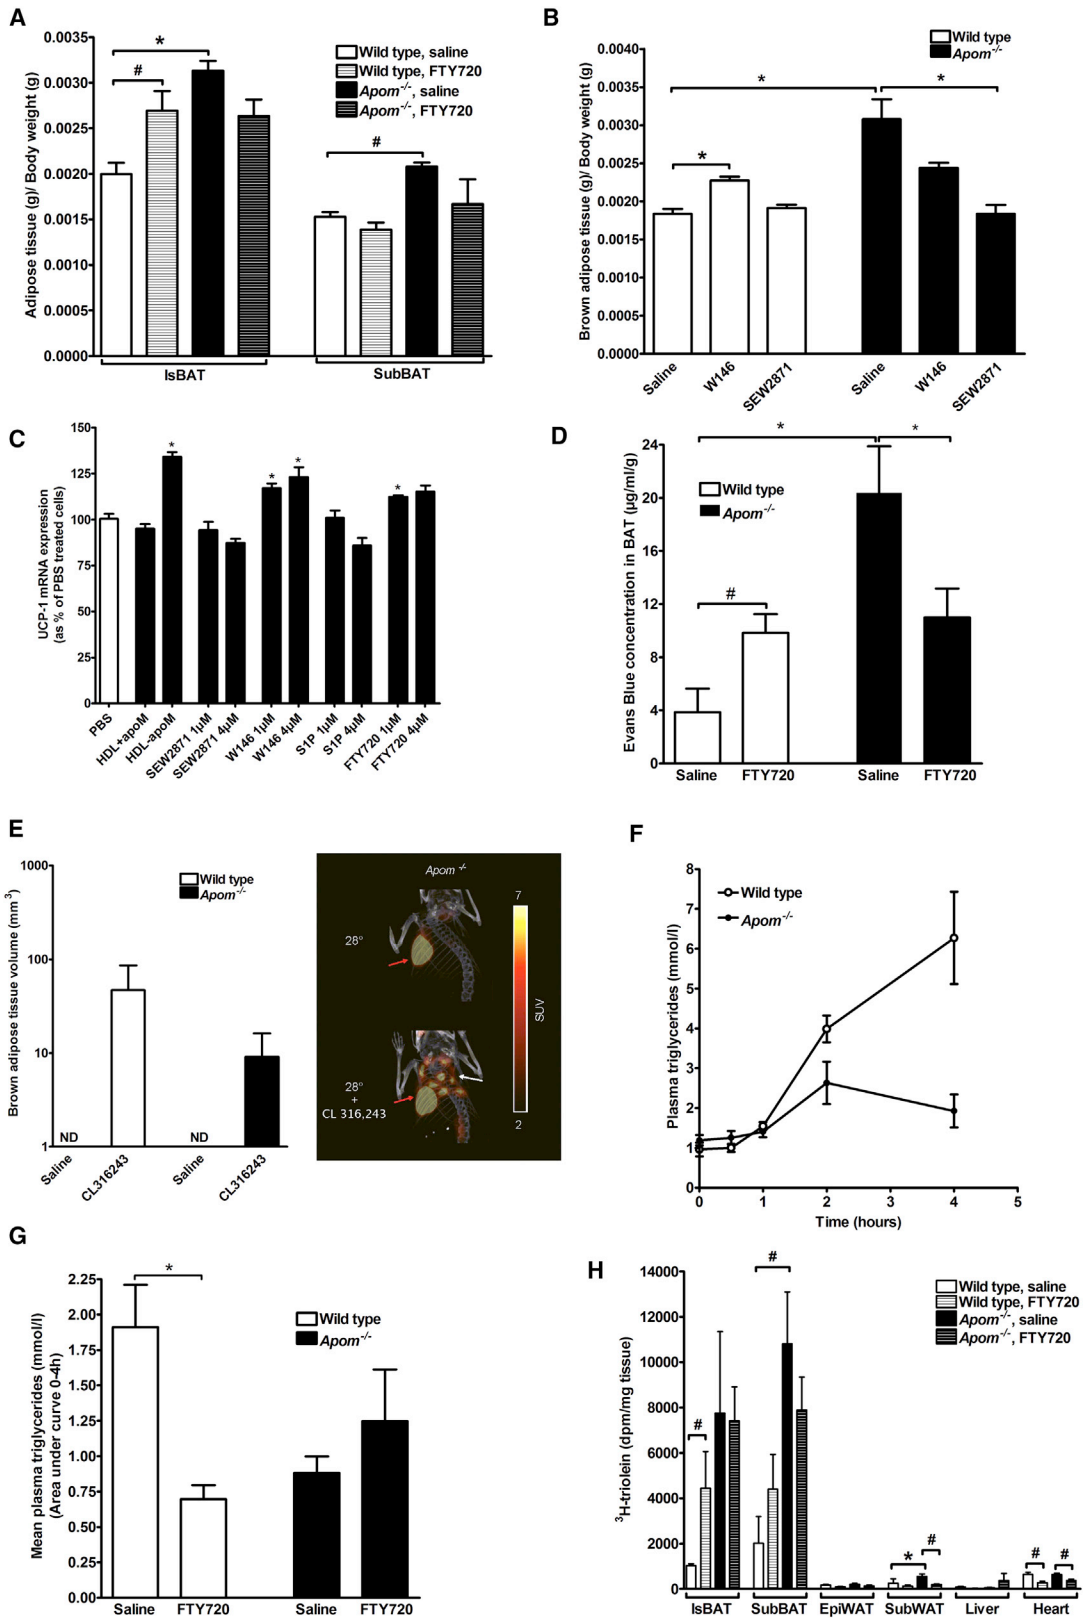 A
Adipose tissue (g)/ Body weight (g)
0.0035
0.0030
0.0025
0.0020
0.0015
0.0010
0.0005
0.0000
*
#
#
Wild type, saline
Wild type, FTY720
Apom-/-, saline
Apom-/-, FTY720
IsBAT
SubBAT
B
Brown adipose tissue (g)/ Body weight (g)
0.0040
0.0035
0.0030
0.0025
0.0020
0.0015
0.0010
0.0005
0.0000
*
*
*
Wild type
Apom-/-
Saline
W146
SEW2871
Saline
W146
SEW2871
C
UCP-1 mRNA expression
(as % of PBS treated cells)
150
125
100
75
50
25
0
*
*
*
*
PBS
HDL+apoM
HDL-apoM
SEW2871 1µM
SEW2871 4µM
W146 1µM
W146 4µM
S1P 1µM
S1P 4µM
FTY720 1µM
FTY720 4µM
D
Evans Blue concentration in BAT (µg/ml/g)
24
20
16
12
8
4
0
*
*
#
Wild type
Apom-/-
Saline
FTY720
Saline
FTY720
E
Brown adipose tissue volume (mm3)
1000
100
10
1
Wild type
Apom-/-
ND
ND
Saline
CL316243
Saline
CL316243
Apom -/-
28°
28°
+
CL 316,243
7
SUV
2
F
Plasma triglycerides (mmol/l)
8
7
6
5
4
3
2
1
0
Wild type
Apom-/-
0
1
2
3
4
5
Time (hours)
G
Mean plasma triglycerides (mmol/l)
(Area under curve 0-4h)
2.25
2.00
1.75
1.50
1.25
1.00
0.75
0.50
0.25
0.00
*
Wild type
Apom-/-
Saline
FTY720
Saline
FTY720
H
3H-triolein (dpm/mg tissue)
14000
12000
10000
8000
6000
4000
2000
0
#
#
*
#
#
#
Wild type, saline
Wild type, FTY720
Apom-/-, saline
Apom-/-, FTY720
IsBAT
SubBAT
EpiWAT
SubWAT
Liver
Heart